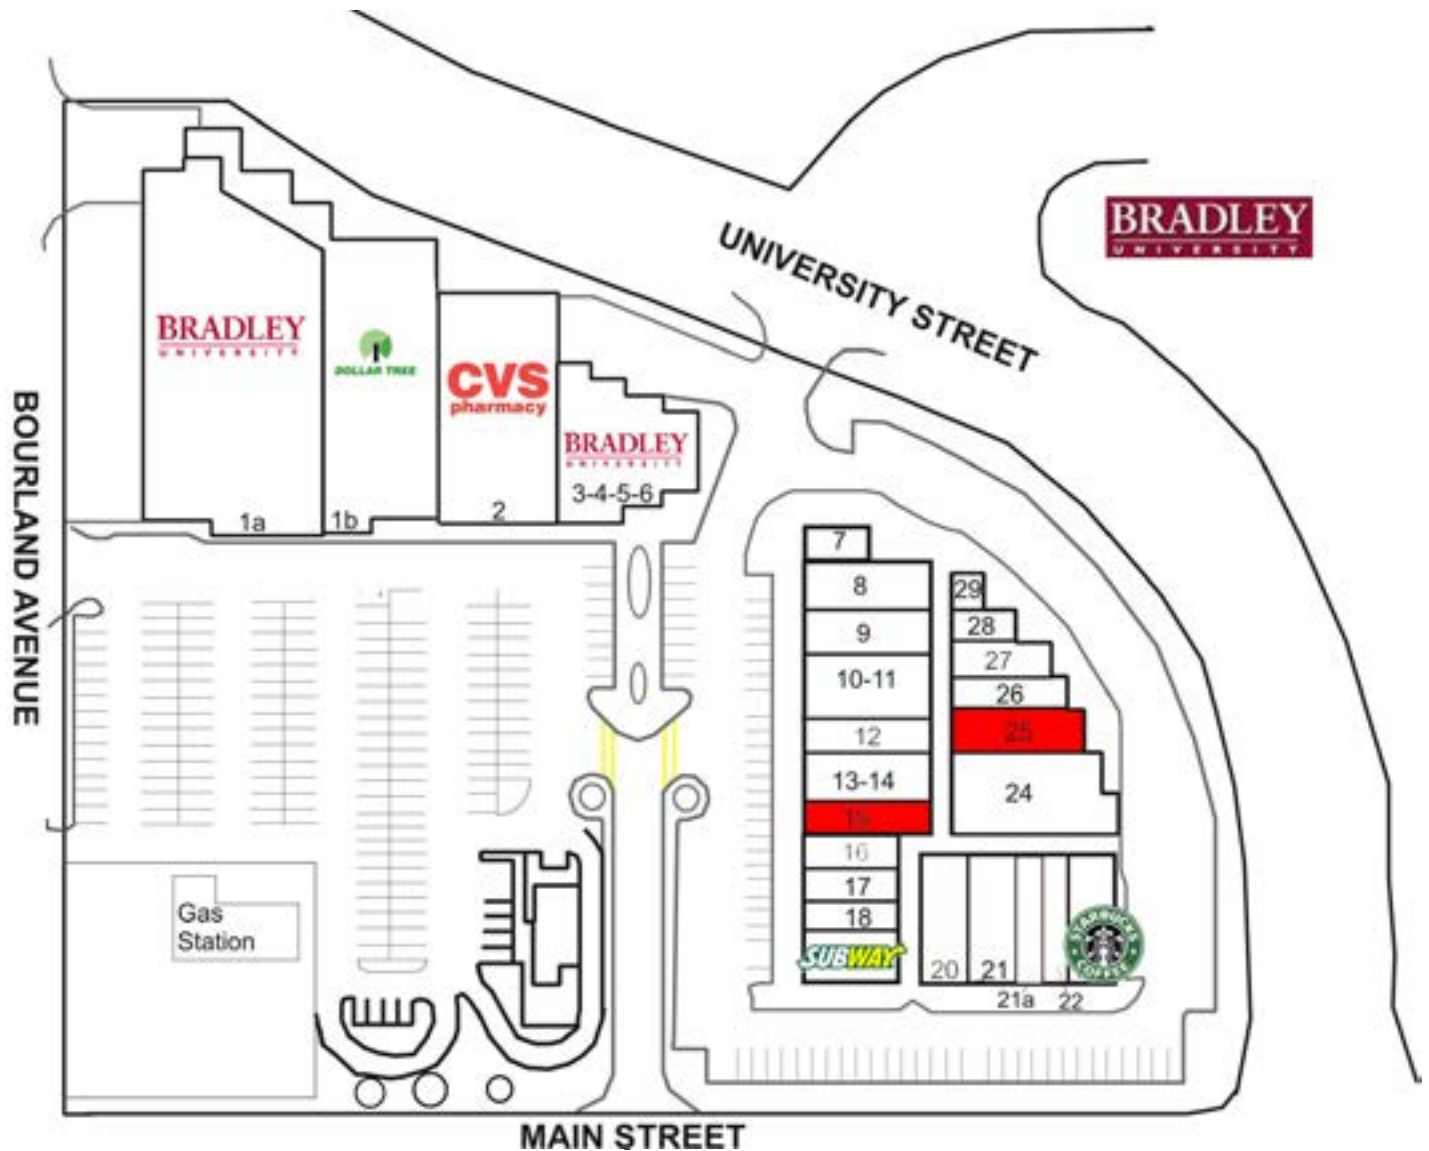 UNIVERSITY STREET
BRADLEY
UNIVERSITY
BRADLEY
UNIVERSITY
DOLLAR TREE
CVS
pharmacy
BRADLEY
UNIVERSITY
3-4-5-6
1a
1b
2
BOURLAND AVENUE
7
8
29
28
9
27
10-11
26
12
25
13-14
24
15
16
17
18
Gas
Station
SUBWAY
STARBUCKS
COFFEE
20
21
21a
22
MAIN STREET